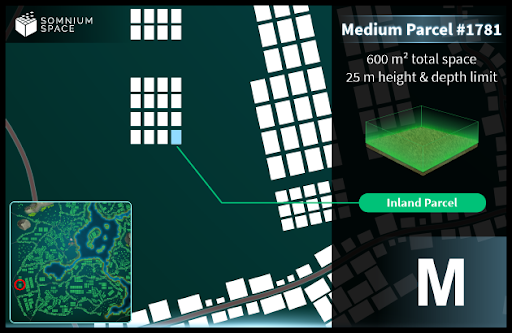 SOMNIUM
SPACE
Medium Parcel #1781
600 m² total space
25 m height & depth limit
Inland Parcel
M